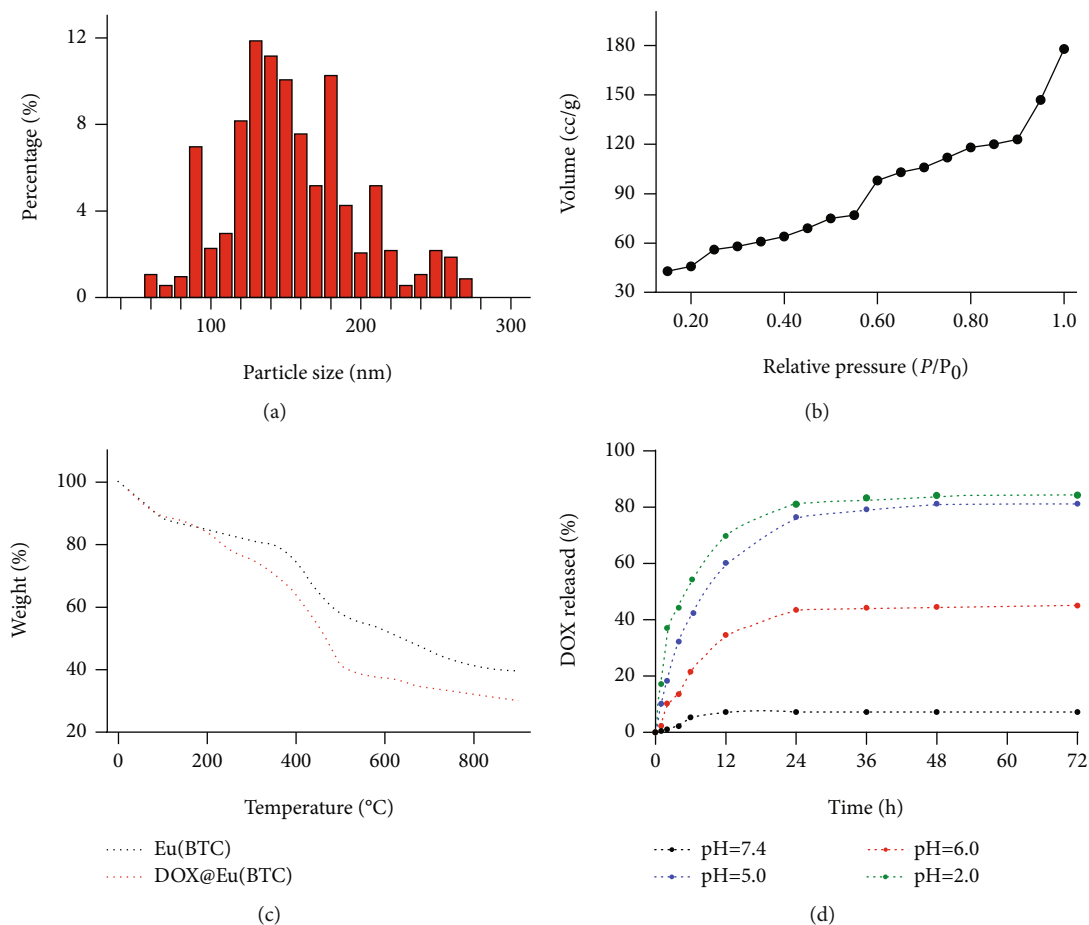 12
8
4
0
Percentage (%)
100
200
300
Particle size (nm)
(a)
180
150
120
90
60
30
Volume (cc/g)
0.20
0.40
0.60
0.80
1.0
Relative pressure (P/P0)
(b)
100
80
60
40
20
Weight (%)
0
200
400
600
800
Temperature (°C)
Eu(BTC)
DOX@Eu(BTC)
(c)
100
80
60
40
20
0
DOX released (%)
0
12
24
36
48
60
72
Time (h)
pH=7.4
pH=6.0
pH=5.0
pH=2.0
(d)